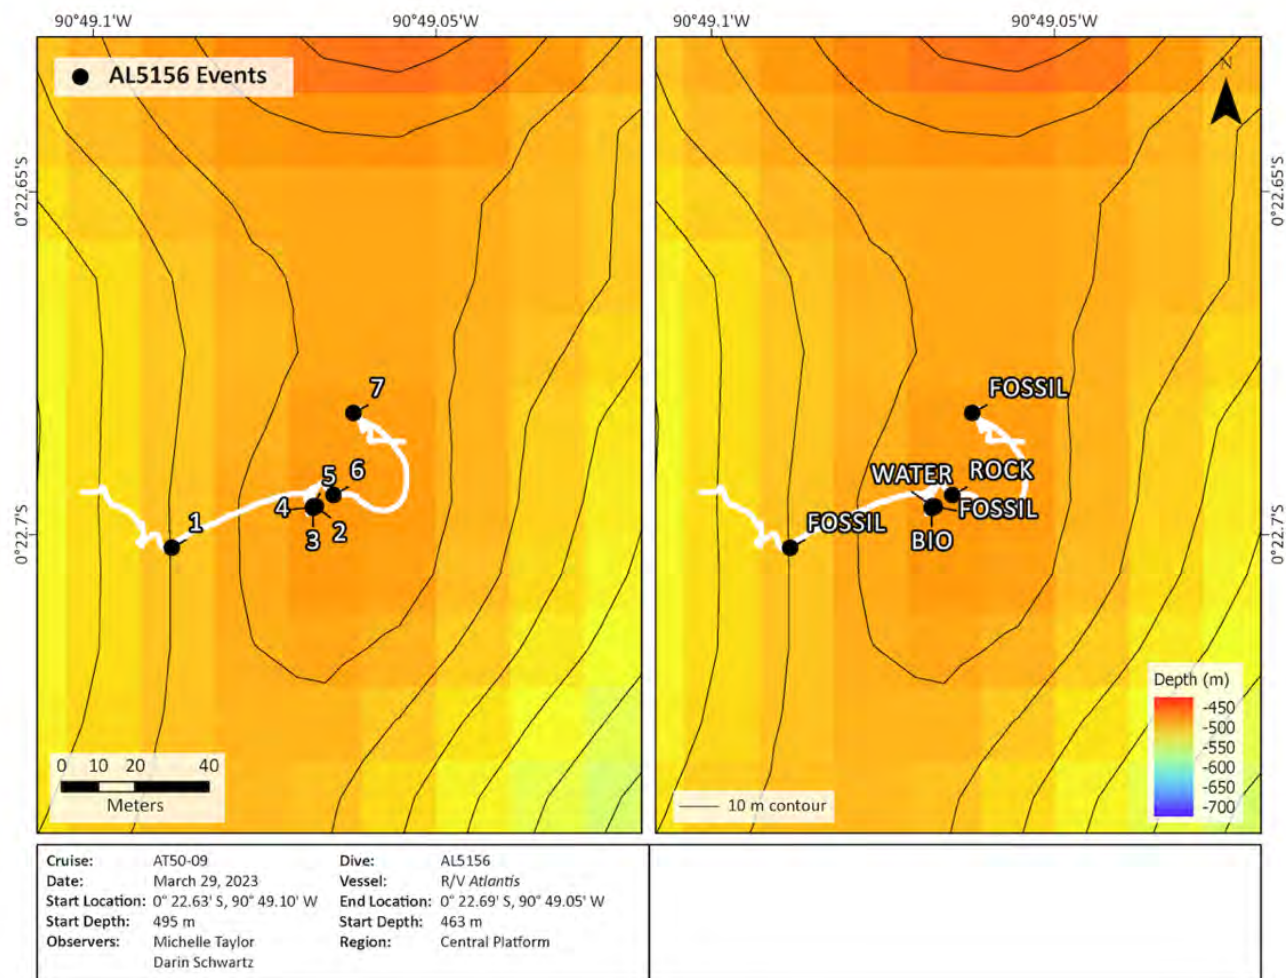 90°49.1'W
90°49.05'W
90°49.1'W
90°49.05'W
AL5156 Events
N
0°22.65'S
0°22.65'S
7
FOSSIL
5
6
WATER
ROCK
4
FOSSIL
1
2
FOSSIL
3
BIO
0°22.7'S
0°22.7'S
Depth (m)
-450
-500
-550
-600
-650
-700
0 10 20 40
Meters
10 m contour
Cruise: AT50-09 Dive: AL5156
Date: March 29, 2023 Vessel: R/V Atlantis
Start Location: 0° 22.63' S, 90° 49.10' W End Location: 0° 22.69' S, 90° 49.05' W
Start Depth: 495 m Start Depth: 463 m
Observers: Michelle Taylor Region: Central Platform
Darin Schwartz